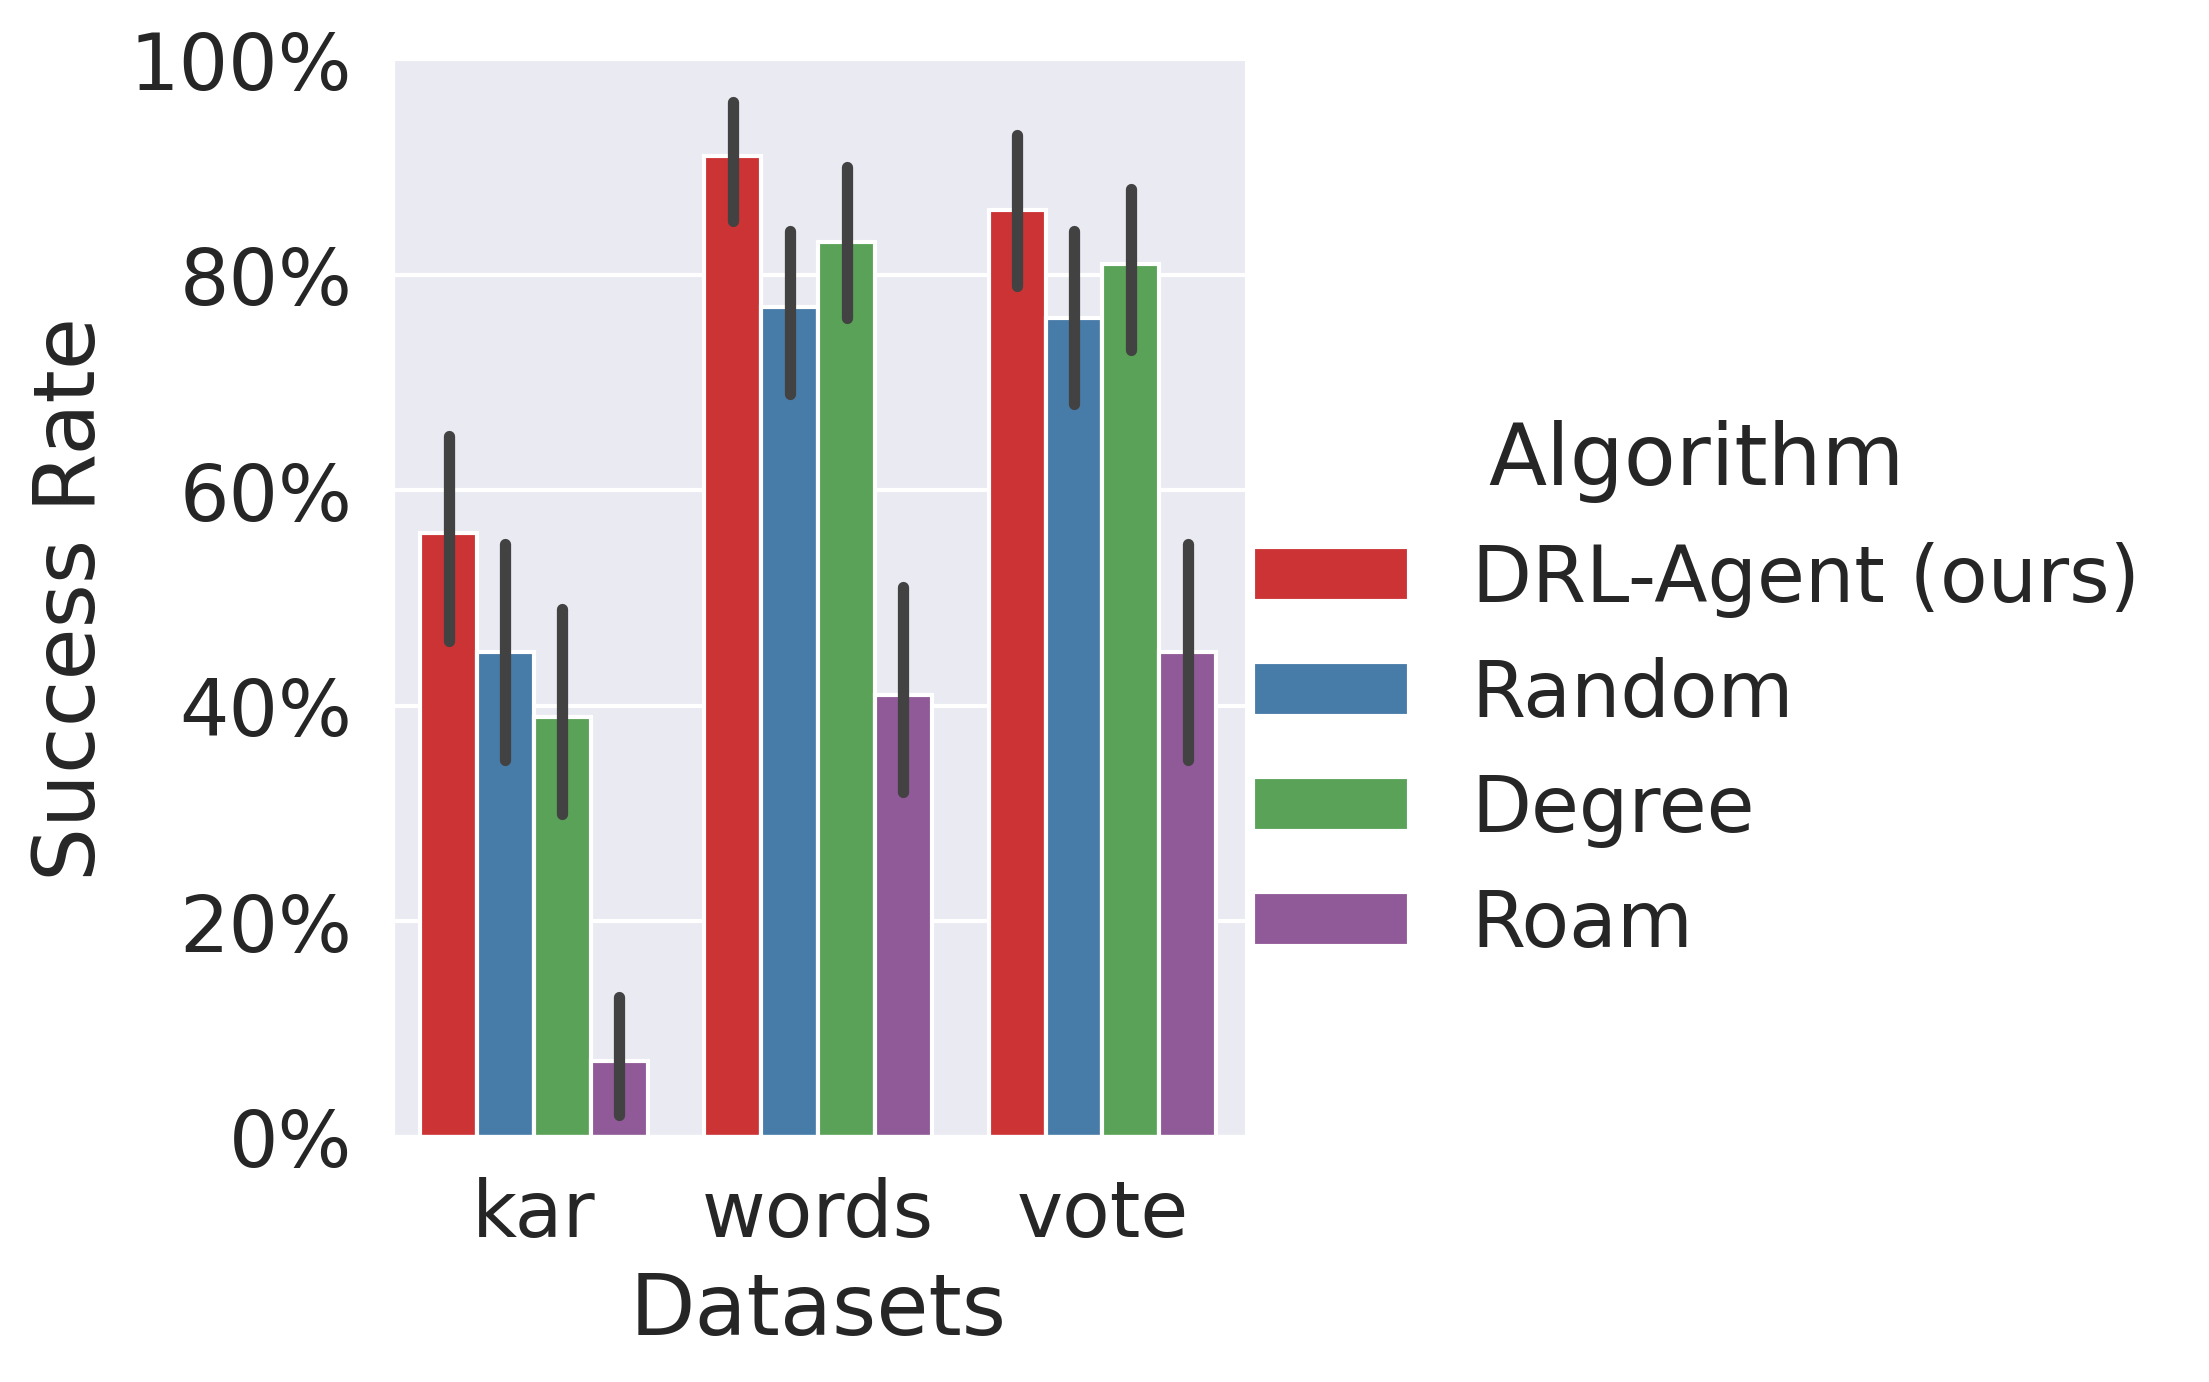 100%
80%
60%
40%
20%
0%
Success Rate
kar words vote
Datasets
Algorithm
DRL-Agent (ours)
Random
Degree
Roam